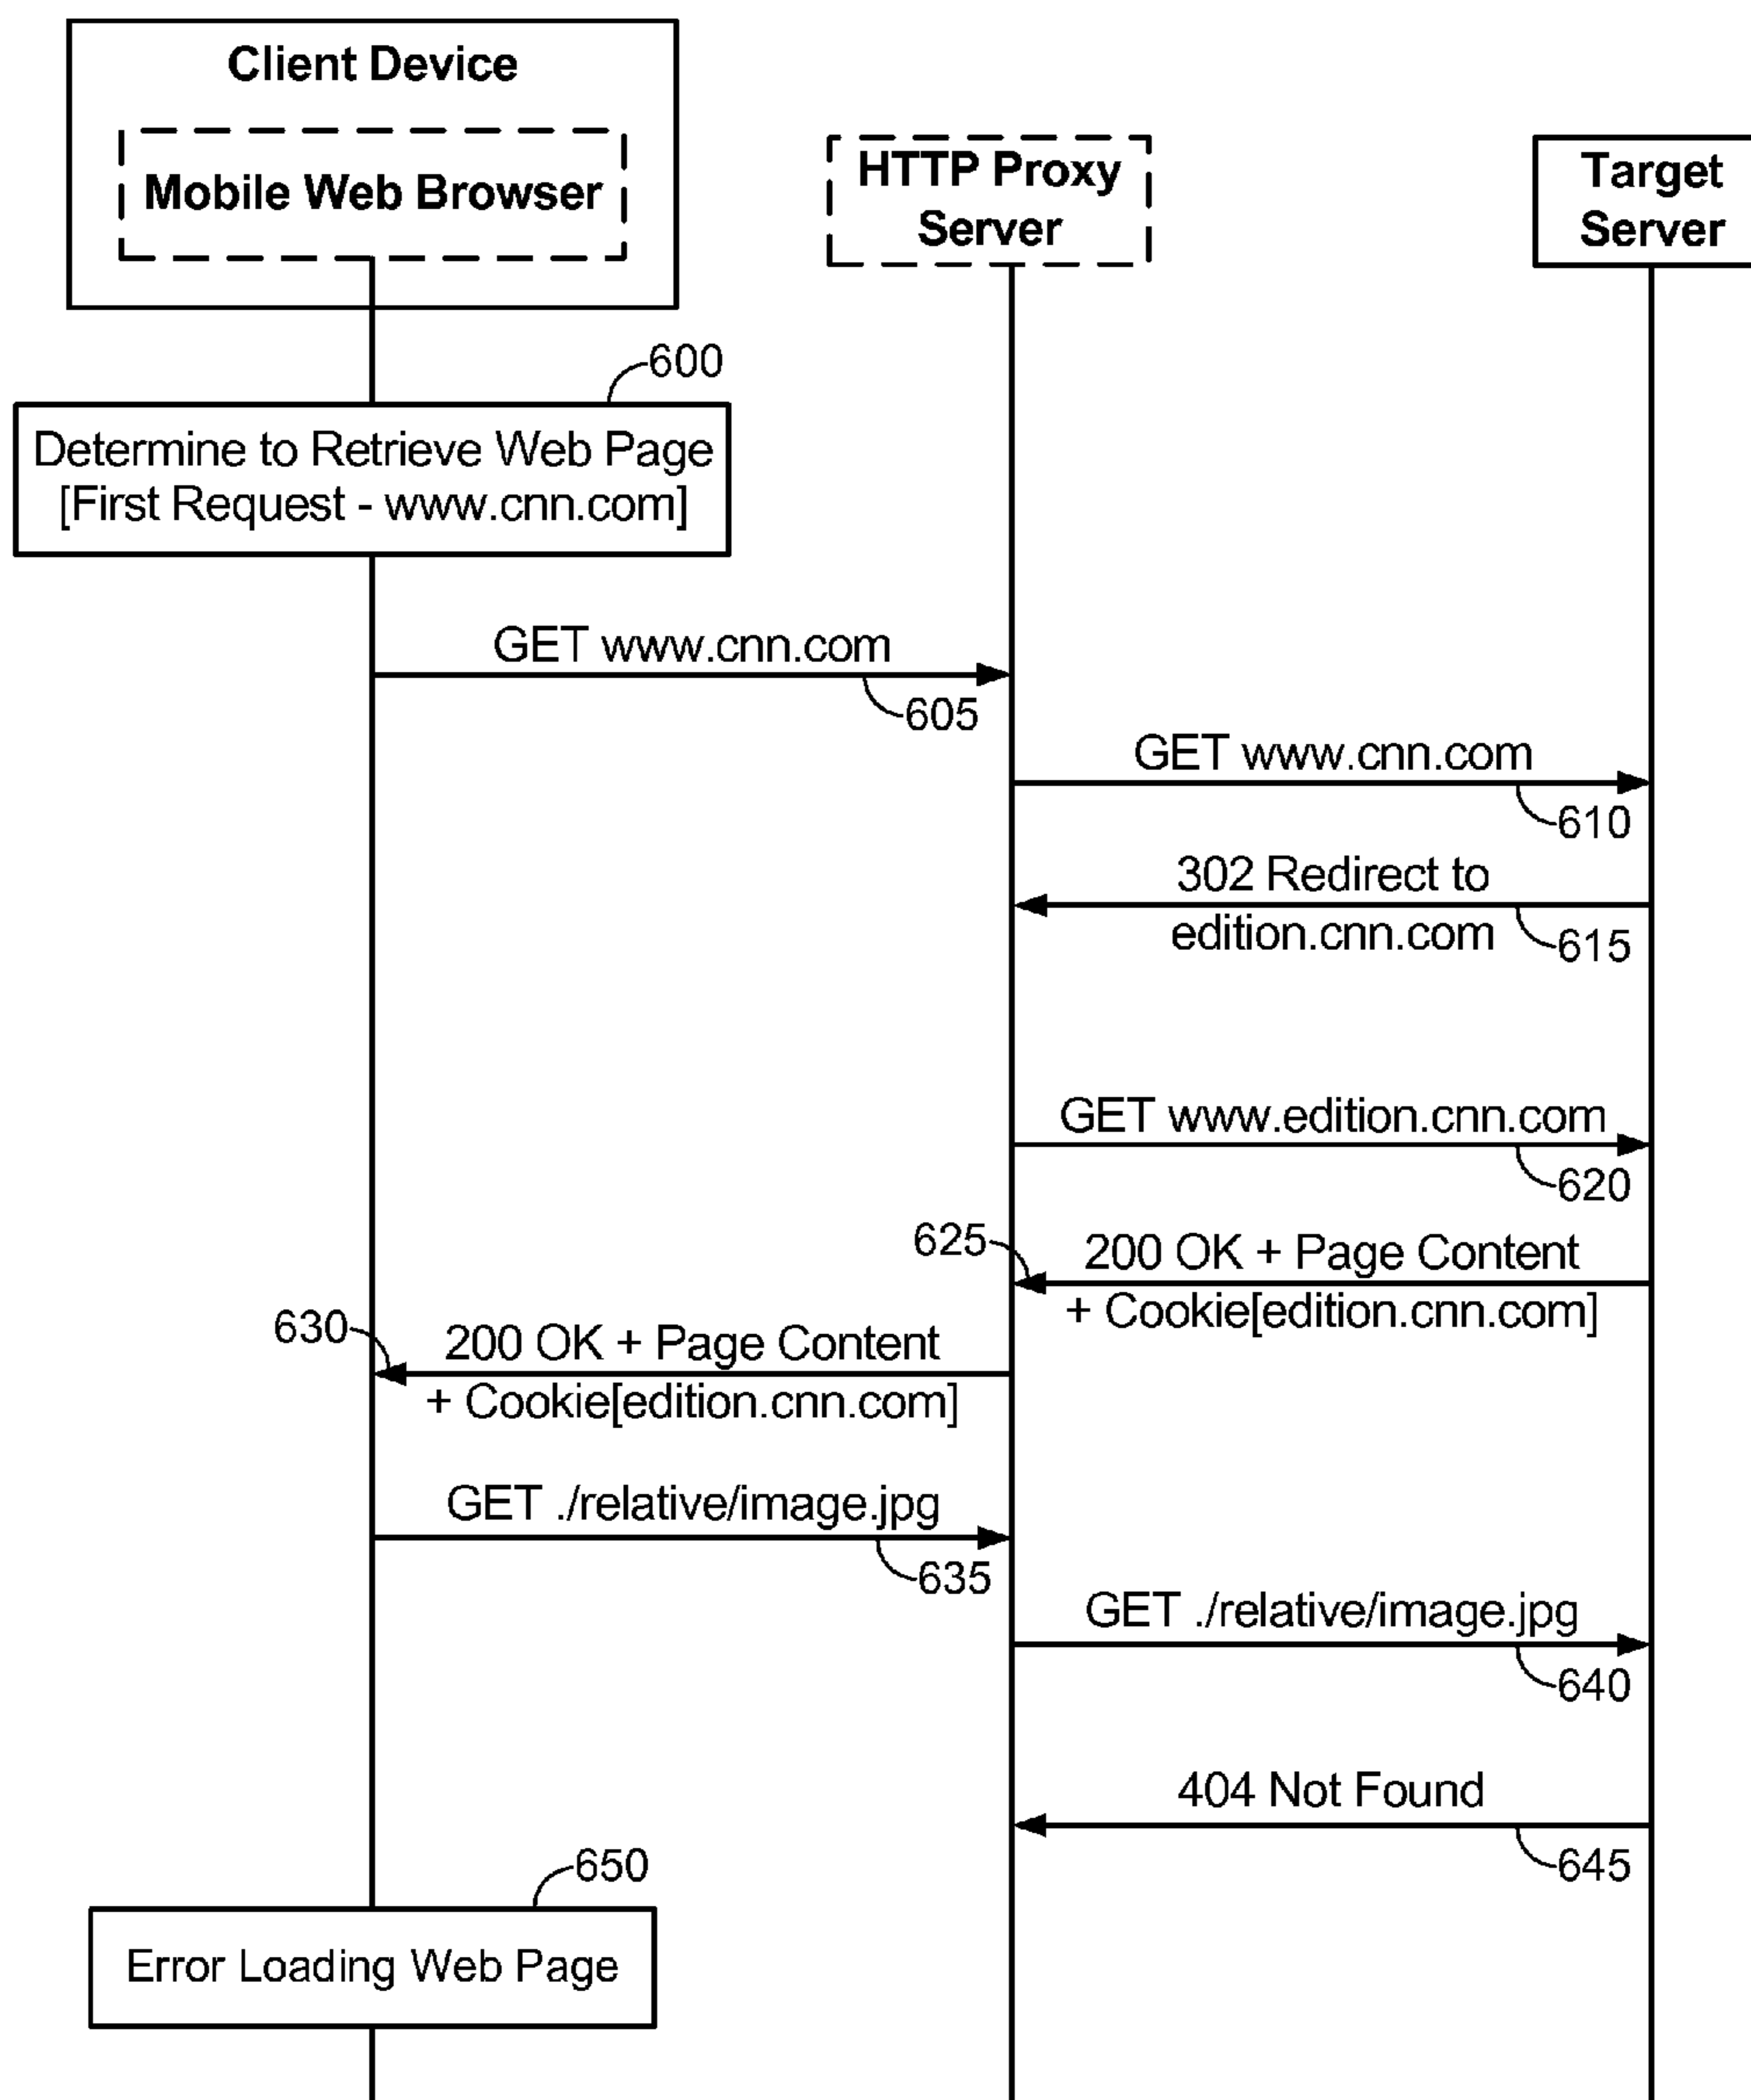 Client Device
Mobile Web Browser
HTTP Proxy
Server
Target
Server
600
Determine to Retrieve Web Page
[First Request - www.cnn.com]
GET www.cnn.com
605
GET www.cnn.com
610
302 Redirect to
edition.cnn.com
615
GET www.edition.cnn.com
620
625
200 OK + Page Content
+ Cookie[edition.cnn.com]
630
200 OK + Page Content
+ Cookie[edition.cnn.com]
GET ./relative/image.jpg
635
GET ./relative/image.jpg
640
404 Not Found
645
650
Error Loading Web Page